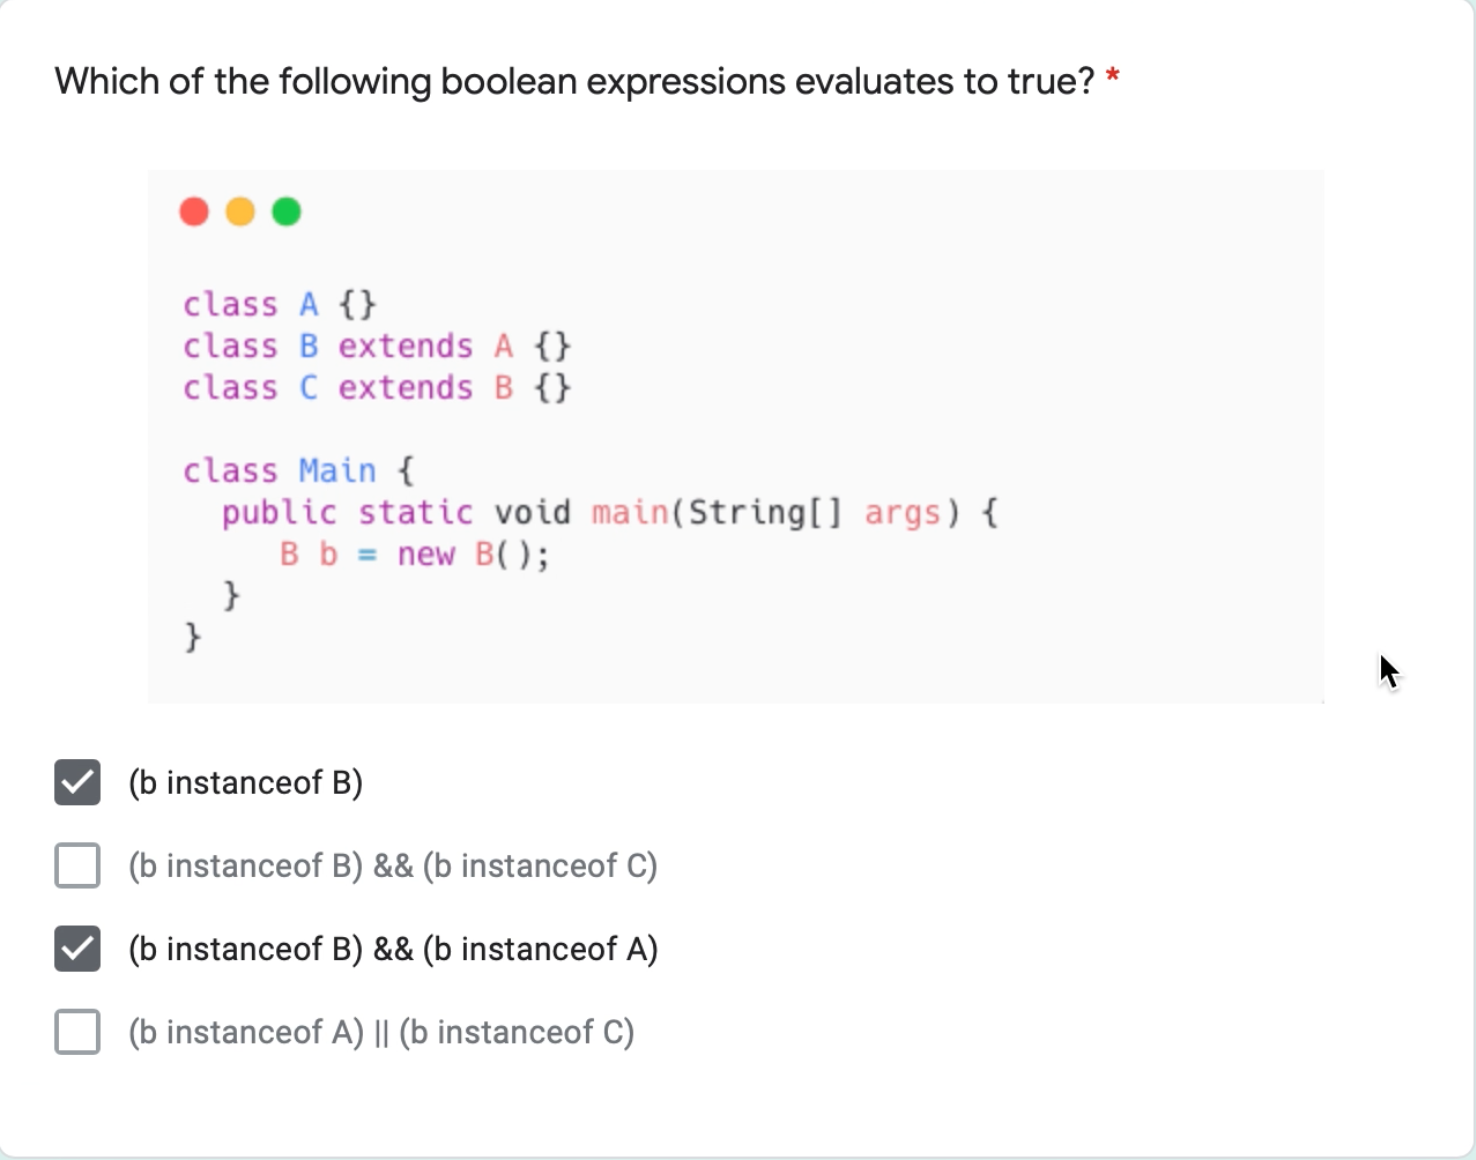 Which of the following boolean expressions evaluates to true? *
class A {}
class B extends A {}
class C extends B {}
class Main {
  public static void main(String[] args) {
     B b = new B();
  }
}
(b instanceof B)
(b instanceof B) && (b instanceof C)
(b instanceof B) && (b instanceof A)
(b instanceof A) || (b instanceof C)